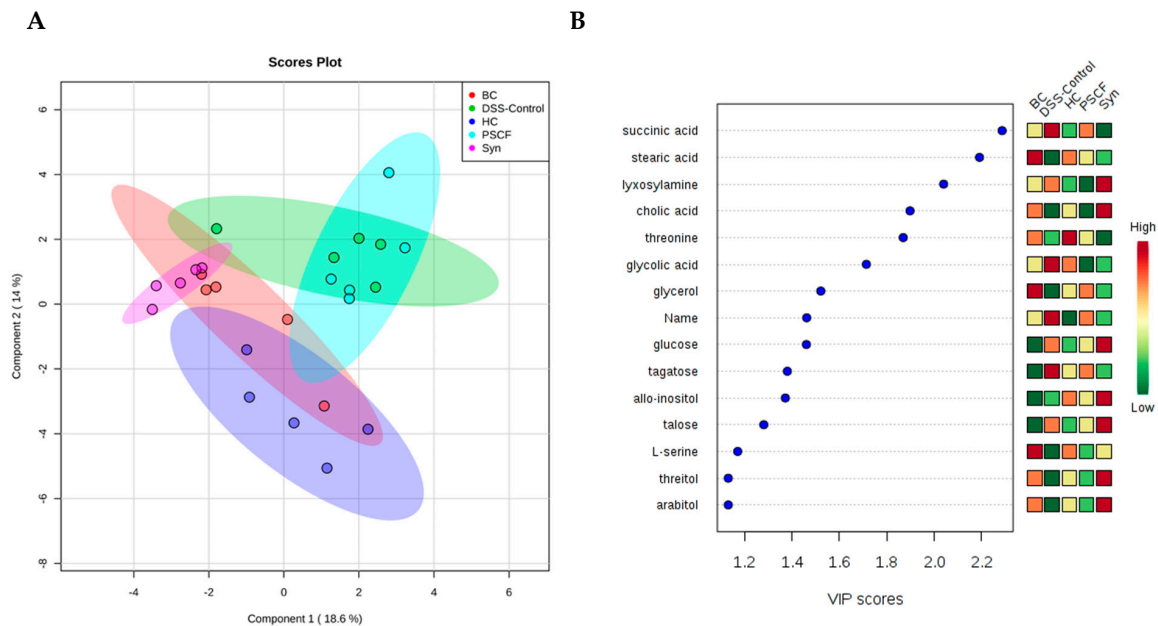 A
B
Scores Plot
BC
DSS-Control
HC
PSCF
Syn
6
4
2
0
-2
-4
-6
-8
Component 2 ( 14 %)
-4
-2
0
2
4
6
Component 1 ( 18.6 %)
BC
DSS-Control
HC
PSCF
Syn
succinic acid
stearic acid
lyxosylamine
cholic acid
threonine
glycolic acid
glycerol
Name
glucose
tagatose
allo-inositol
talose
L-serine
threitol
arabitol
High
Low
1.2
1.4
1.6
1.8
2.0
2.2
VIP scores